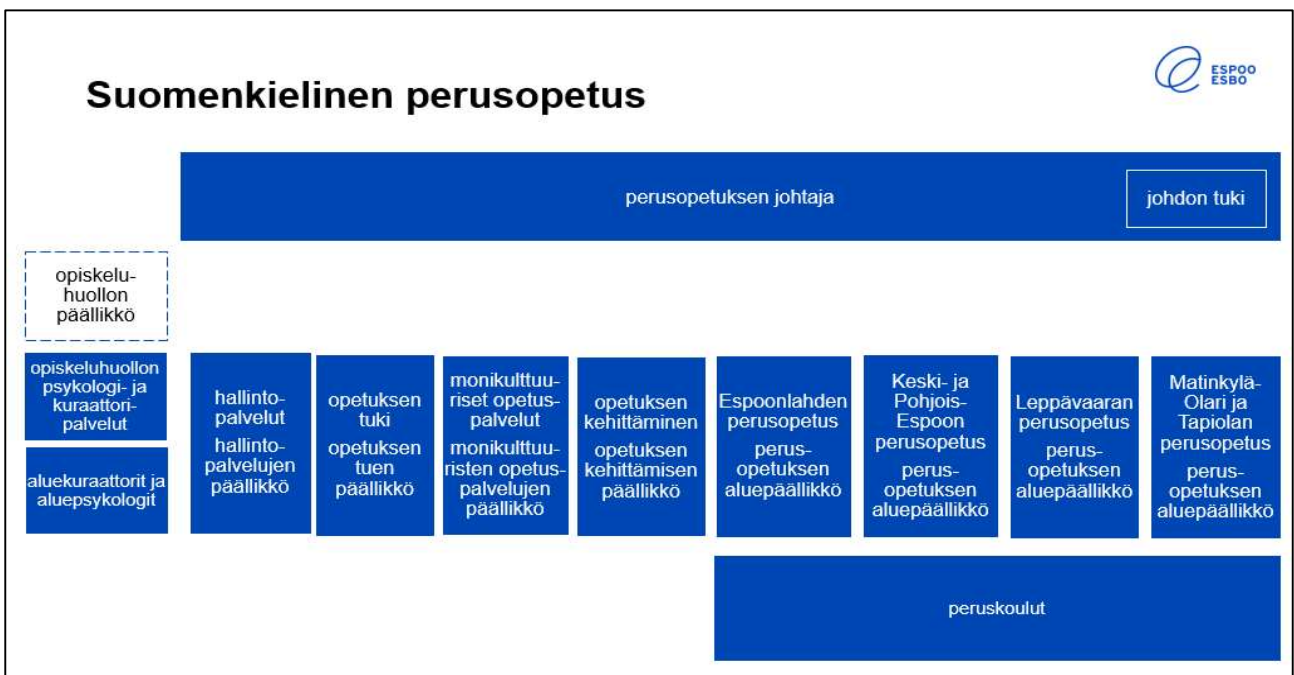 Suomenkielinen perusopetus
ESPOO
ESBO
perusopetuksen johtaja
johdon tuki
opiskelu-
huollon
päällikkö
opiskeluhuollon
psykologi- ja
kuraattori-
palvelut
aluekuraattorit ja
aluepsykologit
hallinto-
palvelut
hallinto-
palvelujen
päällikkö
opetuksen
tuki
opetuksen
tuen
päällikkö
monikulttuu-
riset opetus-
palvelut
monikulttuu-
risten opetus-
palvelujen
päällikkö
opetuksen
kehittäminen
opetuksen
kehittämisen
päällikkö
Espoonlahden
perusopetus
perus-
opetuksen
aluepäällikkö
Keski- ja
Pohjois-
Espoon
perusopetus
perus-
opetuksen
aluepäällikkö
Leppävaaran
perusopetus
perus-
opetuksen
aluepäällikkö
Matinkylä-
Olari ja
Tapiolan
perusopetus
perus-
opetuksen
aluepäällikkö
peruskoulut